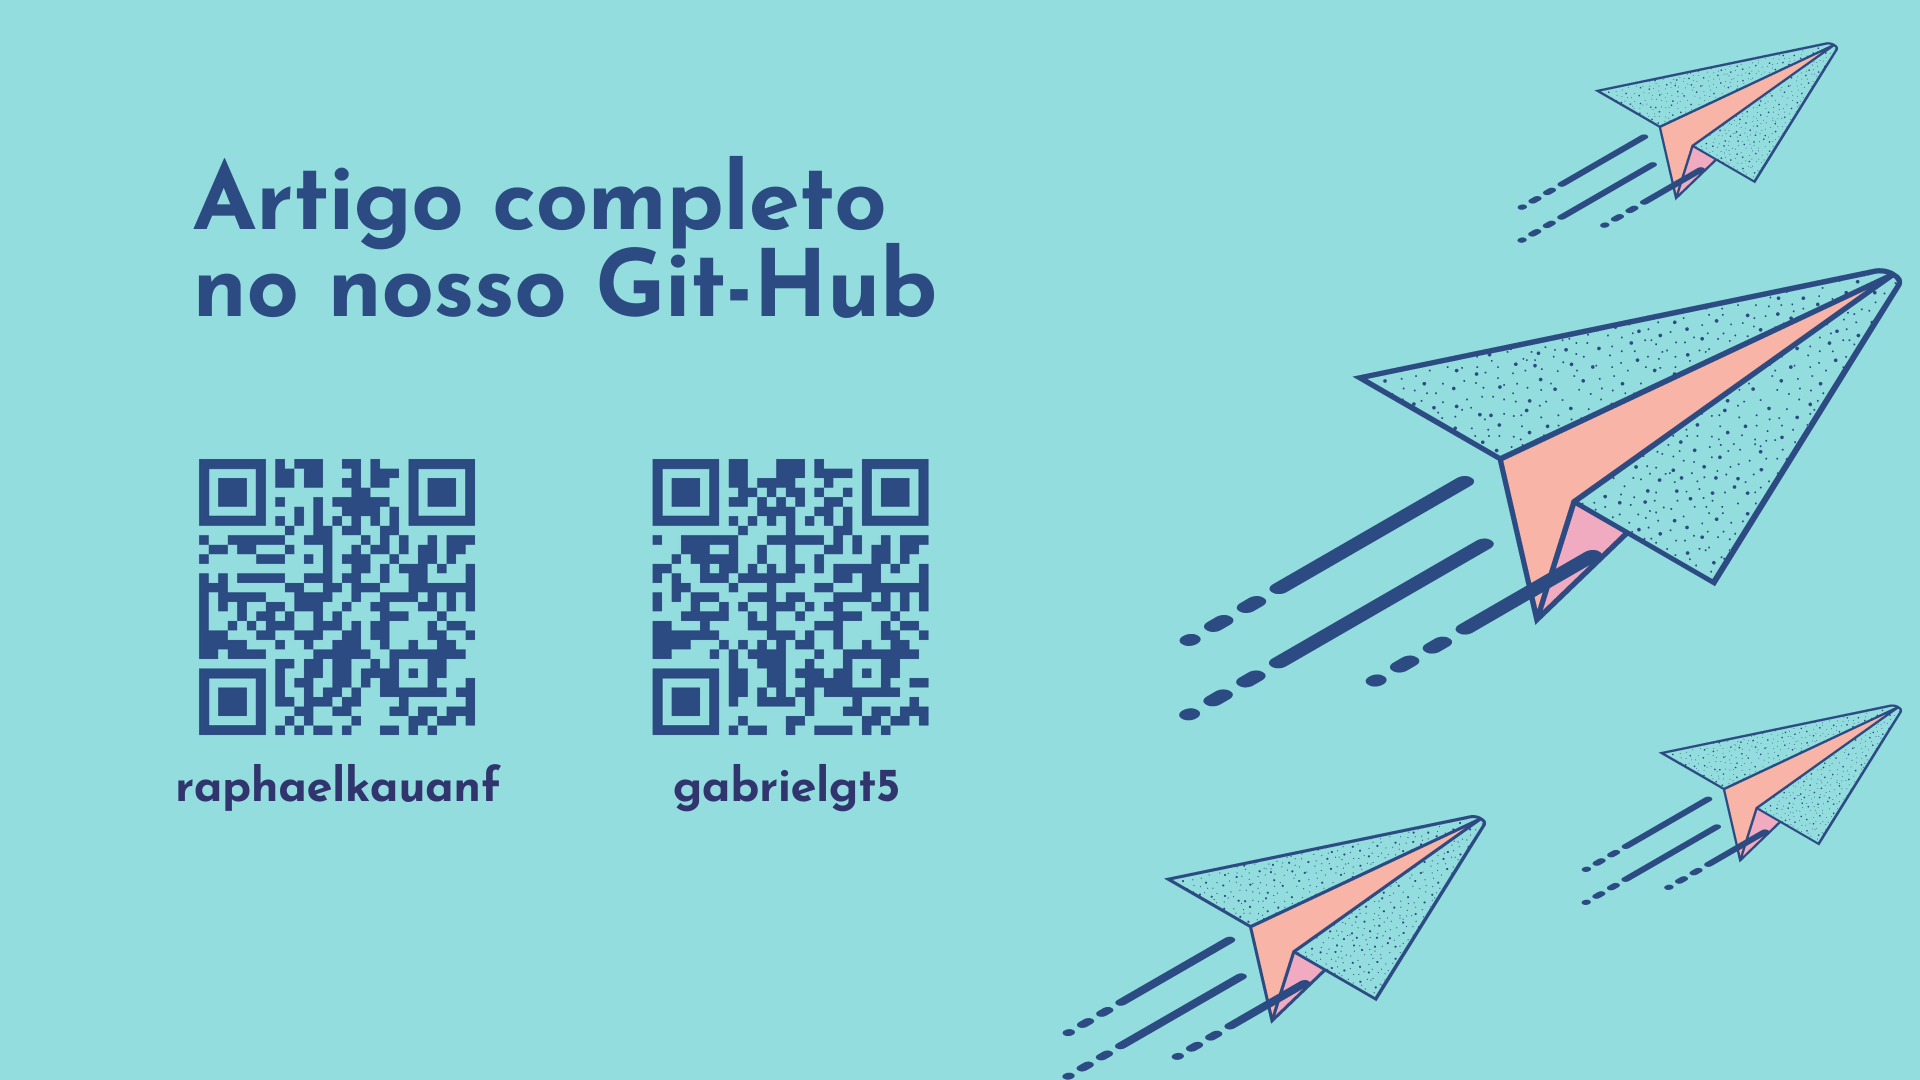 Artigo completo
no nosso Git-Hub
raphaelkauanf
gabrielgt5